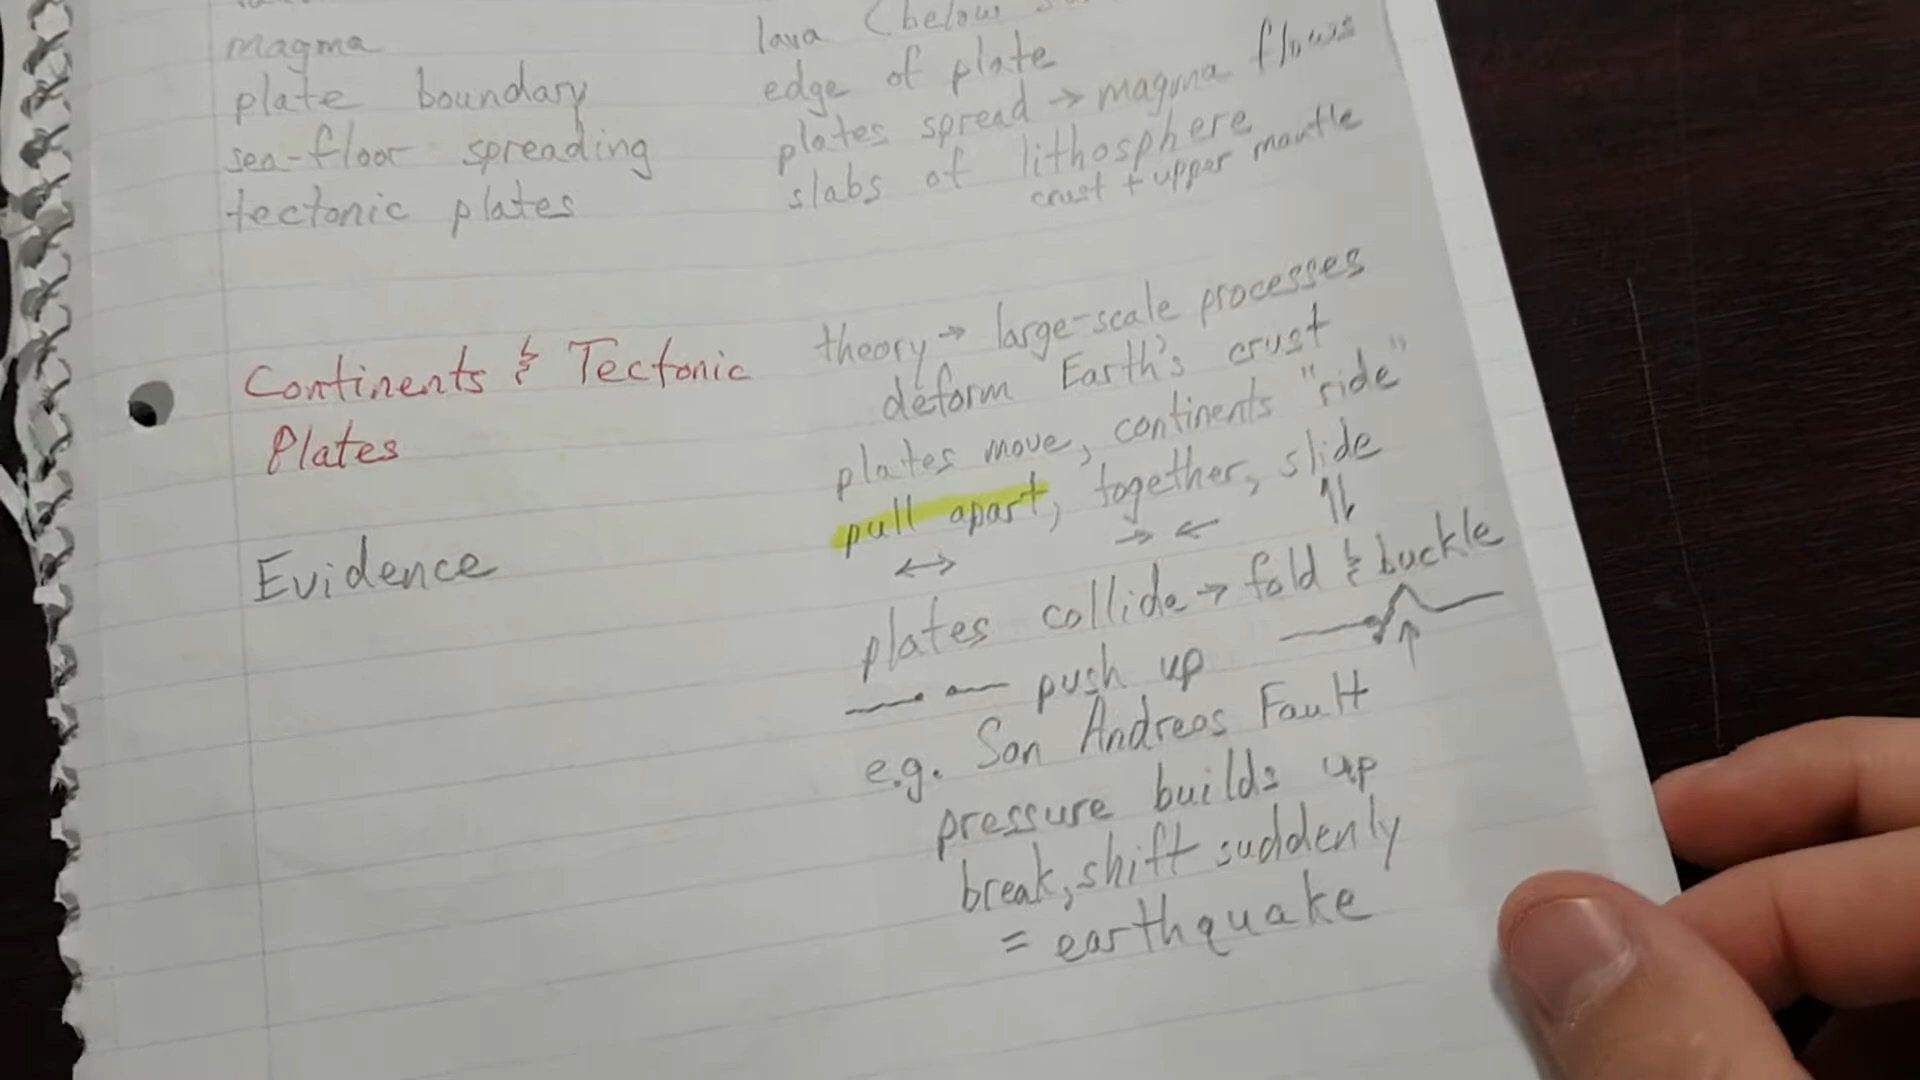 magma
lava (below
plate boundary
edge of plate
sea-floor spreading
plates spread → magma flows
tectonic plates
slabs of lithosphere
crust + upper mantle
Continents & Tectonic
Plates
theory → large-scale processes
deform Earth's crust
plates move, continents "ride"
pull apart, together, slide
Evidence
plates collide → fold & buckle
push up
e.g. San Andreas Fault
pressure builds up
break, shift suddenly
= earthquake